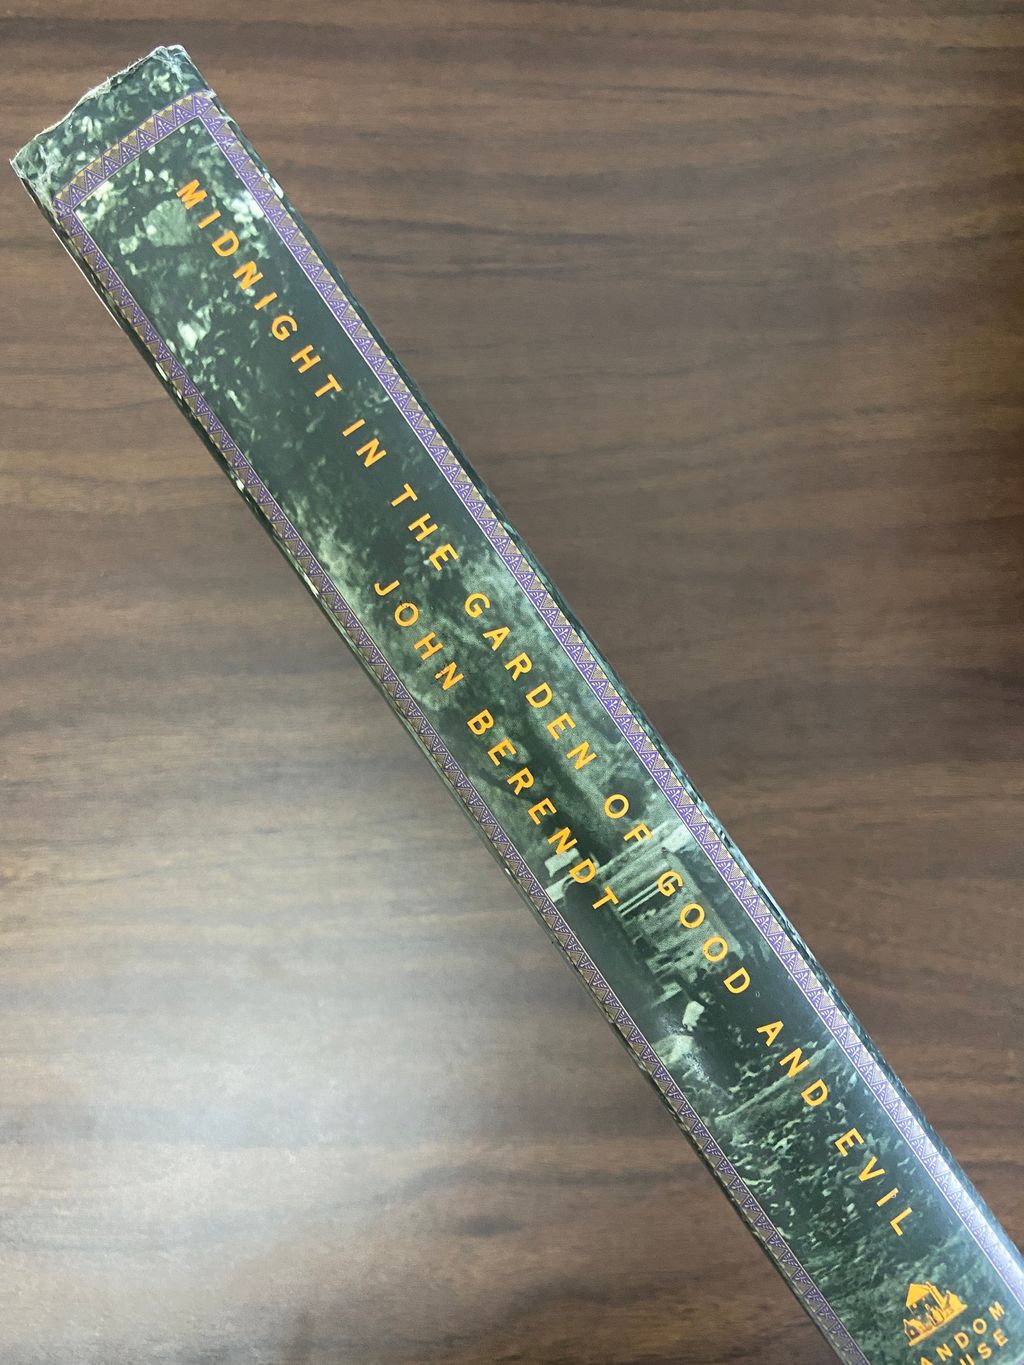 MIDNIGHT IN THE GARDEN OF GOOD AND EVIL
JOHN BERENDT